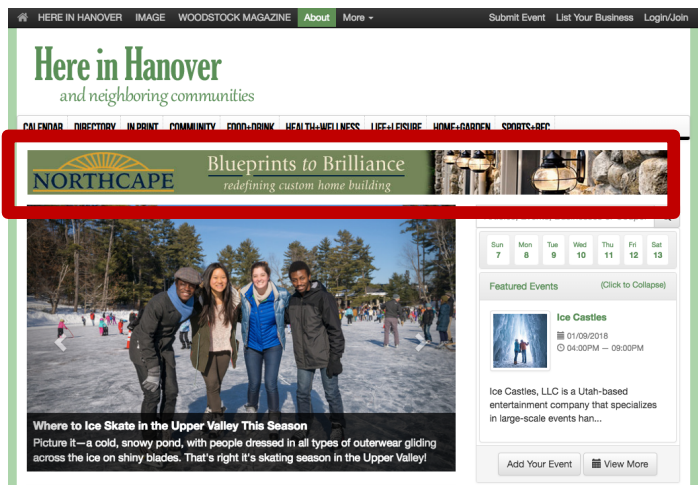 HERE IN HANOVER IMAGE WOODSTOCK MAGAZINE About More Submit Event List Your Business Login/Join
Here in Hanover
and neighboring communities
CALENDAR DIRECTORY IN PRINT COMMUNITY FOOD+DRINK HEALTH+WELLNESS LIFE+LEISURE HOME+GARDEN SPORTS+REC
NORTHCAPE
Blueprints to Brilliance
redefining custom home building
Sun Mon Tue Wed Thu Fri Sat
7 8 9 10 11 12 13
Featured Events (Click to Collapse)
Ice Castles
01/09/2018
04:00PM — 09:00PM
Ice Castles, LLC is a Utah-based
entertainment company that specializes
in large-scale events han...
Add Your Event View More
Where to Ice Skate in the Upper Valley This Season
Picture it—a cold, snowy pond, with people dressed in all types of outerwear gliding
across the ice on shiny blades. That's right it's skating season in the Upper Valley!